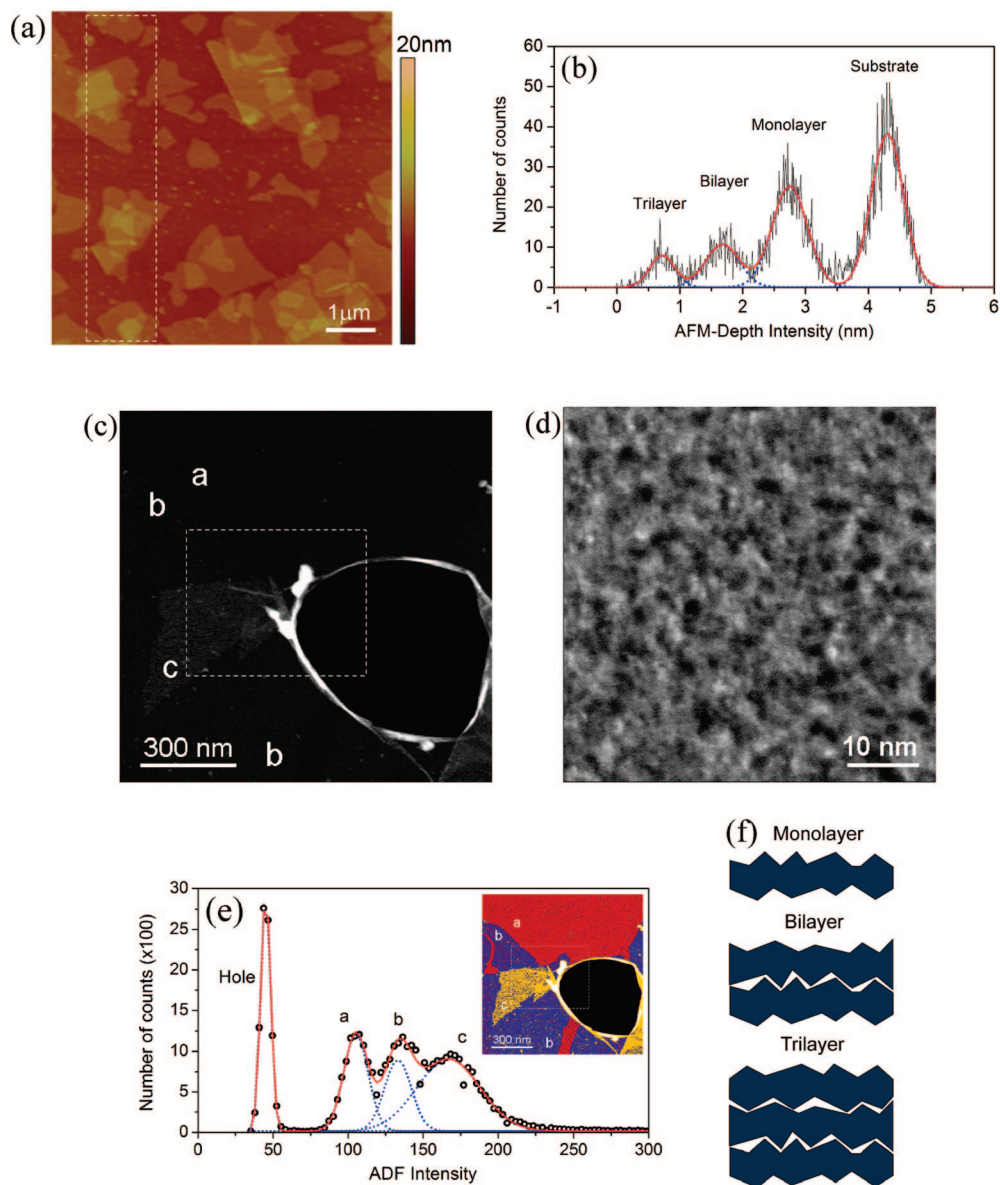 (a)
20nm
1μm
(b)
Number of counts
60
50
40
30
20
10
0
Substrate
Monolayer
Bilayer
Trilayer
-1 0 1 2 3 4 5 6
AFM-Depth Intensity (nm)
(c)
a
b
c
b
300 nm
(d)
10 nm
(e)
Number of counts (x100)
30
25
20
15
10
5
0
Hole
a
b
c
a
b
c
b
300 nm
0 50 100 150 200 250 300
ADF Intensity
(f)
Monolayer
Bilayer
Trilayer